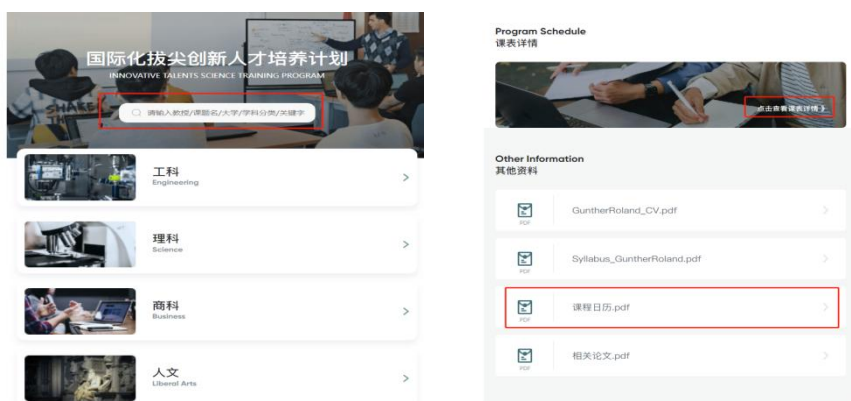 国际化拔尖创新人才培养计划
INNOVATIVE TALENTS SCIENCE TRAINING PROGRAM
请输入教授/课题名/大学/学科分类/关键字
工科
Engineering
理科
Science
商科
Business
人文
Liberal Arts
Program Schedule
课表详情
点击查看课表详情
Other Information
其他资料
PDF
GuntherRoland_CV.pdf
PDF
Syllabus_GuntherRoland.pdf
PDF
课程日历.pdf
PDF
相关论文.pdf